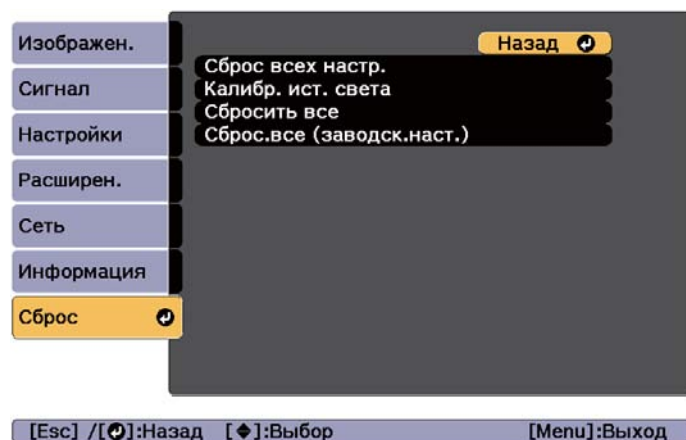 Изображен.
Сигнал
Настройки
Расширен.
Сеть
Информация
Сброс
Назад
Сброс всех настр.
Калибр. ист. света
Сбросить все
Сброс.все (заводск.наст.)
[Esc] /[⏎]:Назад [◆]:Выбор [Menu]:Выход